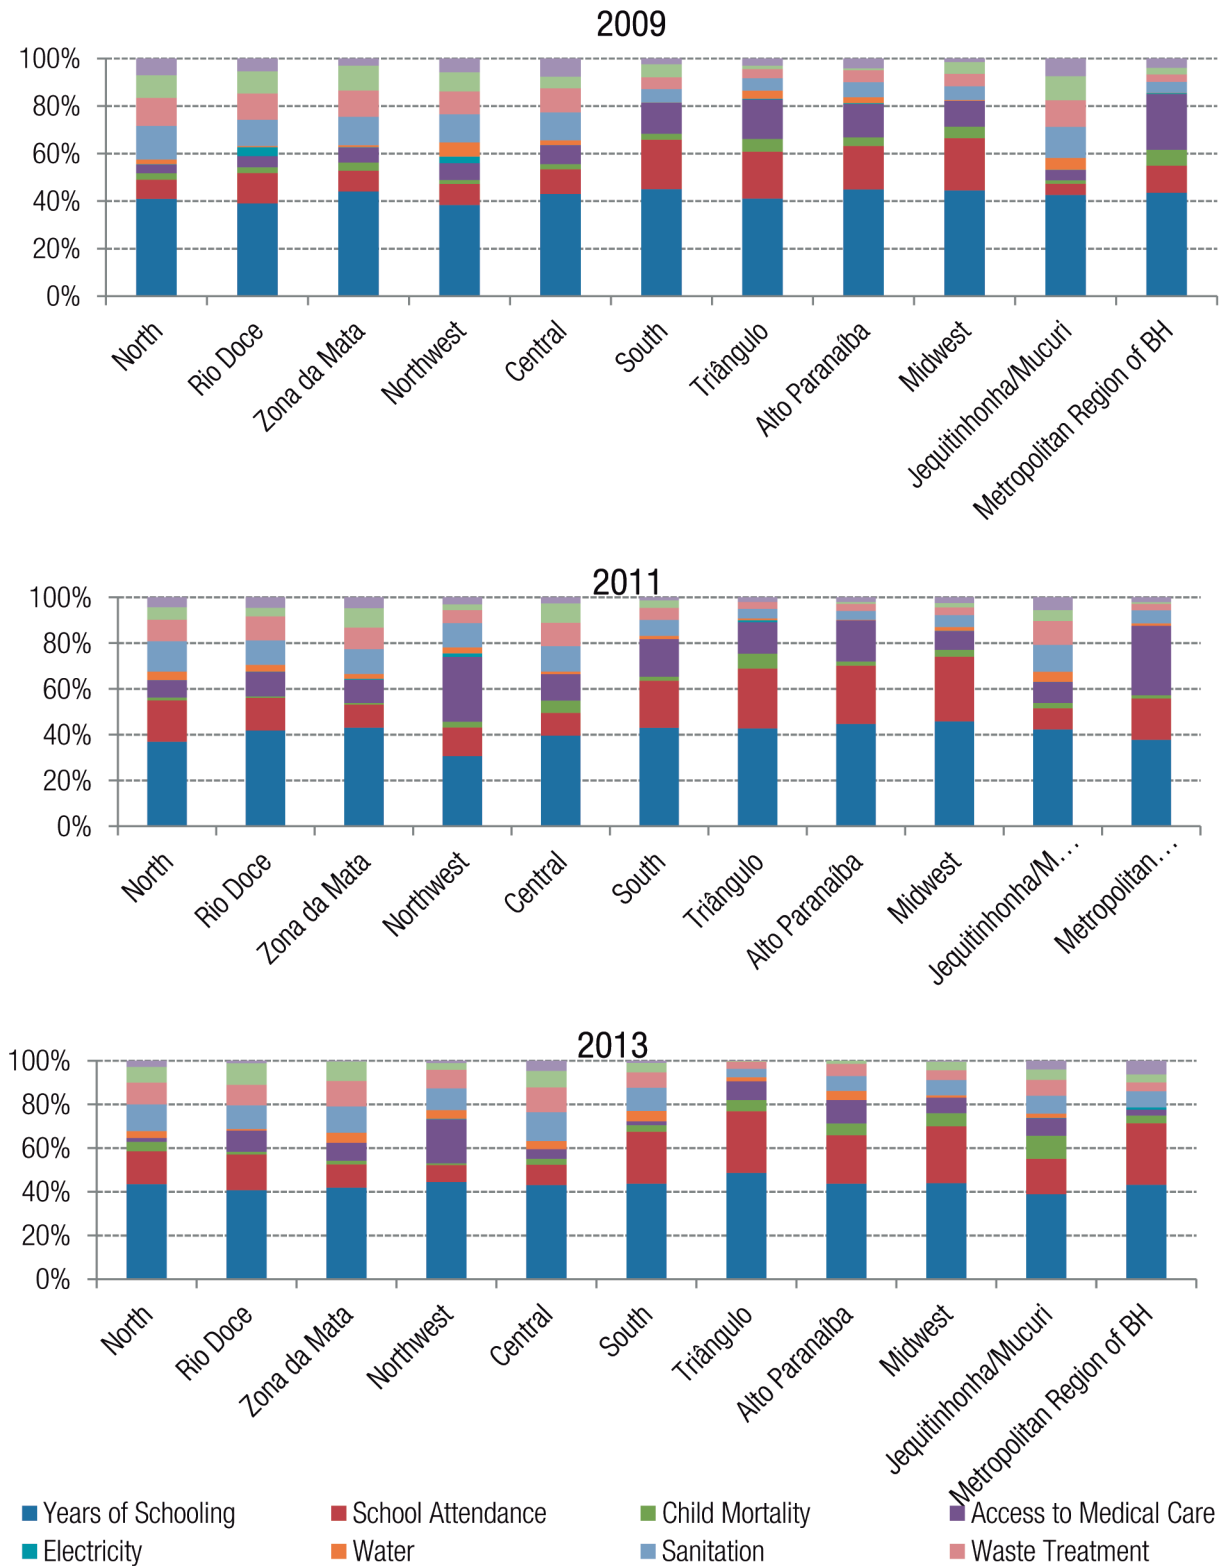 2009
100%
80%
60%
40%
20%
0%
North
Rio Doce
Zona da Mata
Northwest
Central
South
Triângulo
Alto Paranaíba
Midwest
Jequitinhonha/Mucuri
Metropolitan Region of BH
2011
100%
80%
60%
40%
20%
0%
North
Rio Doce
Zona da Mata
Northwest
Central
South
Triângulo
Alto Paranaíba
Midwest
Jequitinhonha/M...
Metropolitan...
2013
100%
80%
60%
40%
20%
0%
North
Rio Doce
Zona da Mata
Northwest
Central
South
Triângulo
Alto Paranaíba
Midwest
Jequitinhonha/Mucuri
Metropolitan Region of BH
Years of Schooling School Attendance Child Mortality Access to Medical Care
Electricity Water Sanitation Waste Treatment